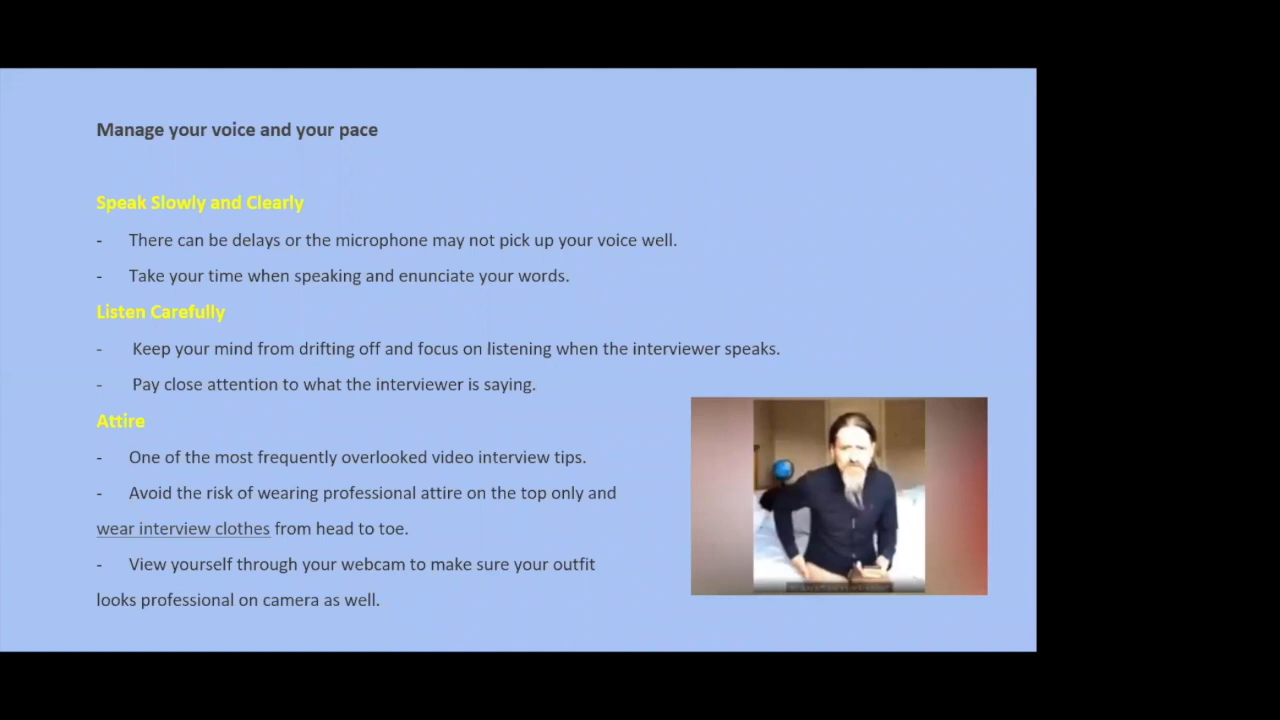 Manage your voice and your pace
Speak Slowly and Clearly
- There can be delays or the microphone may not pick up your voice well.
- Take your time when speaking and enunciate your words.
Listen Carefully
- Keep your mind from drifting off and focus on listening when the interviewer speaks.
- Pay close attention to what the interviewer is saying.
Attire
- One of the most frequently overlooked video interview tips.
- Avoid the risk of wearing professional attire on the top only and
wear interview clothes from head to toe.
- View yourself through your webcam to make sure your outfit
looks professional on camera as well.